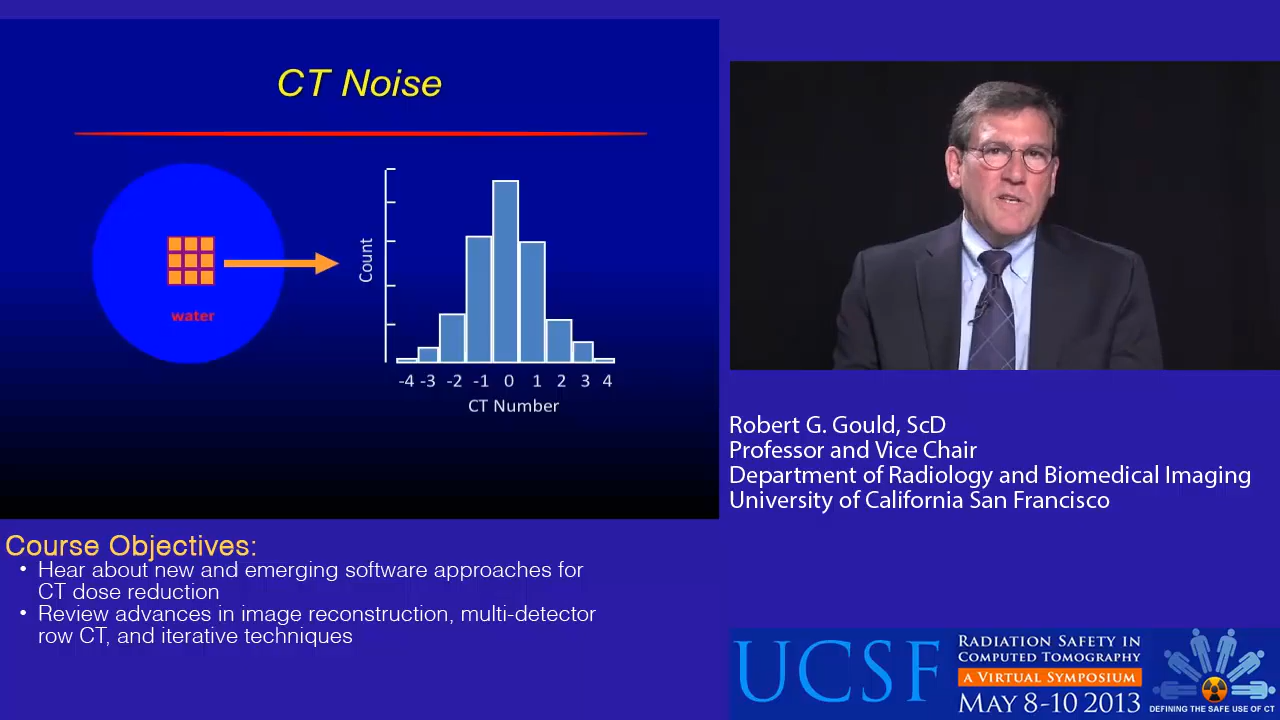 CT Noise
water
Count
-4 -3 -2 -1 0 1 2 3 4
CT Number
Robert G. Gould, ScD
Professor and Vice Chair
Department of Radiology and Biomedical Imaging
University of California San Francisco
Course Objectives:
• Hear about new and emerging software approaches for
CT dose reduction
• Review advances in image reconstruction, multi-detector
row CT, and iterative techniques
UCSF
RADIATION SAFETY IN
COMPUTED TOMOGRAPHY
A VIRTUAL SYMPOSIUM
MAY 8-10 2013
DEFINING THE SAFE USE OF CT